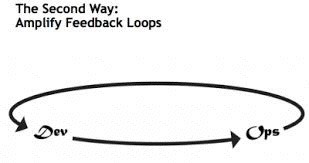 The Second Way:
Amplify Feedback Loops
Dev Ops